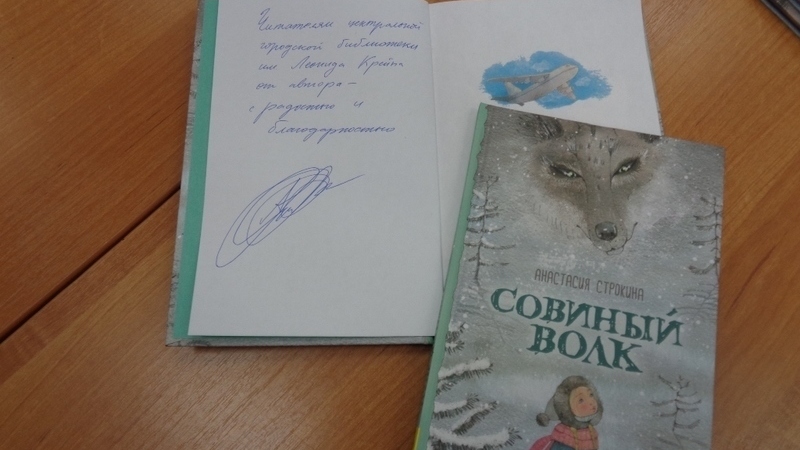 Читателям центральной
городской библиотеки
им Леонида Крейна
от автора –
с радостью и
благодарностью
АНАСТАСИЯ СТРОКИНА
СОВИНЫЙ
ВОЛК